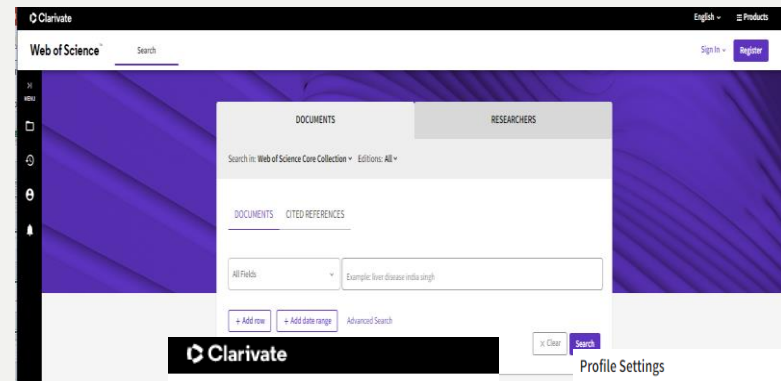 Clarivate English Products
Web of Science™ Search Sign In Register
MENU
DOCUMENTS RESEARCHERS
Search in: Web of Science Core Collection Editions: All
DOCUMENTS CITED REFERENCES
All Fields Example: liver disease india singh
+ Add row + Add date range Advanced Search
× Clear Search
Clarivate
Profile Settings